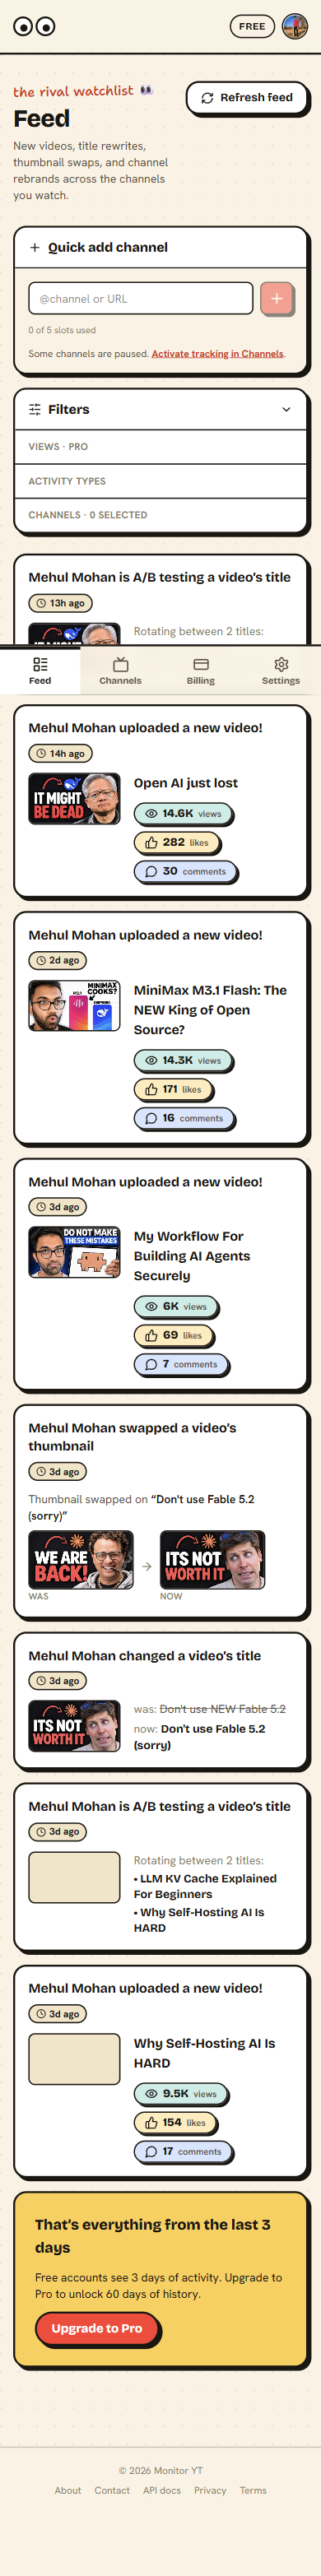 FREE
the rival watchlist
Feed
Refresh feed
New videos, title rewrites,
thumbnail swaps, and channel
rebrands across the channels
you watch.
Quick add channel
@channel or URL
0 of 5 slots used
Some channels are paused. Activate tracking in Channels.
Filters
VIEWS · PRO
ACTIVITY TYPES
CHANNELS · 0 SELECTED
Mehul Mohan is A/B testing a video's title
13h ago
Rotating between 2 titles:
Feed
Channels
Billing
Settings
Mehul Mohan uploaded a new video!
14h ago
IT MIGHT
BE DEAD
Open AI just lost
14.6K views
282 likes
30 comments
Mehul Mohan uploaded a new video!
2d ago
MINIMAX
COOKS?
M3.1
MiniMax M3.1 Flash: The
NEW King of Open
Source?
14.3K views
171 likes
16 comments
Mehul Mohan uploaded a new video!
3d ago
DO NOT MAKE
THESE MISTAKES
My Workflow For
Building AI Agents
Securely
6K views
69 likes
7 comments
Mehul Mohan swapped a video's
thumbnail
3d ago
Thumbnail swapped on “Don't use Fable 5.2
(sorry)”
WE ARE
BACK!
ITS NOT
WORTH IT
WAS
NOW
Mehul Mohan changed a video's title
3d ago
ITS NOT
WORTH IT
was: Don't use NEW Fable 5.2
now: Don't use Fable 5.2
(sorry)
Mehul Mohan is A/B testing a video's title
3d ago
Rotating between 2 titles:
• LLM KV Cache Explained
For Beginners
• Why Self-Hosting AI Is
HARD
Mehul Mohan uploaded a new video!
3d ago
Why Self-Hosting AI Is
HARD
9.5K views
154 likes
17 comments
That's everything from the last 3
days
Free accounts see 3 days of activity. Upgrade to
Pro to unlock 60 days of history.
Upgrade to Pro
© 2026 Monitor YT
About Contact API docs Privacy Terms